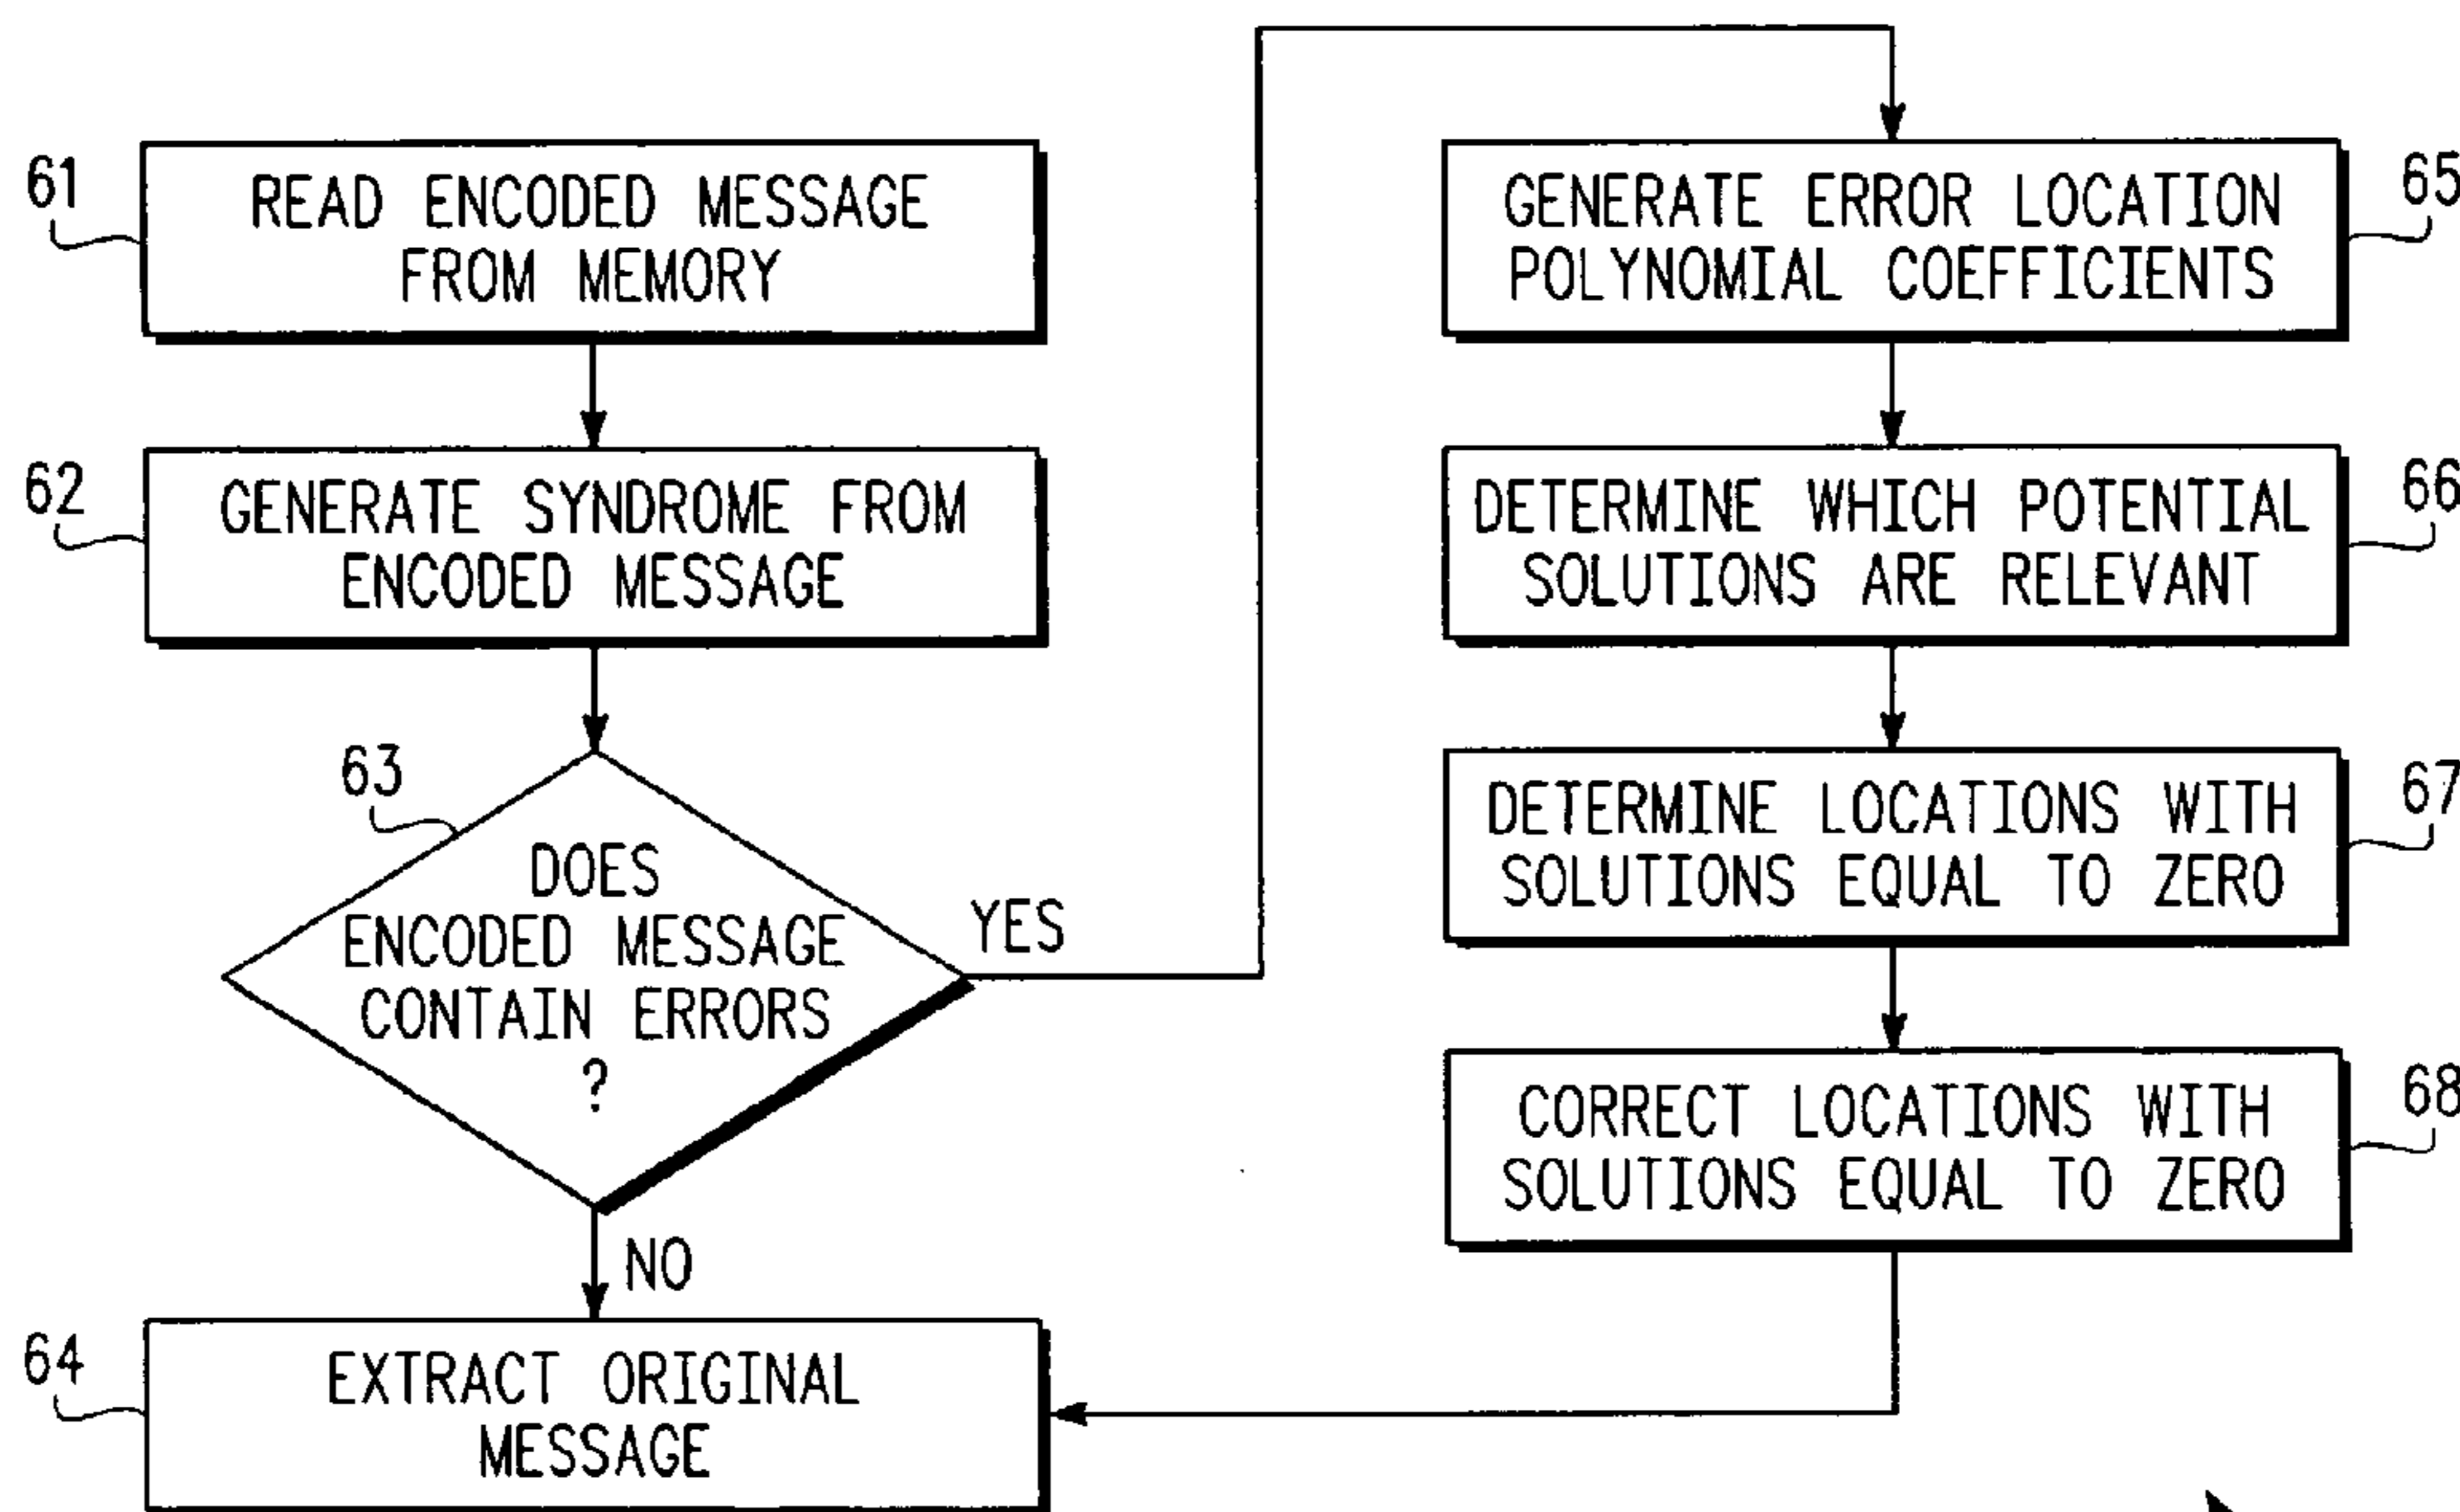 61
READ ENCODED MESSAGE
FROM MEMORY
62
GENERATE SYNDROME FROM
ENCODED MESSAGE
63
DOES
ENCODED MESSAGE
CONTAIN ERRORS
?
YES
NO
64
EXTRACT ORIGINAL
MESSAGE
GENERATE ERROR LOCATION
POLYNOMIAL COEFFICIENTS
65
DETERMINE WHICH POTENTIAL
SOLUTIONS ARE RELEVANT
66
DETERMINE LOCATIONS WITH
SOLUTIONS EQUAL TO ZERO
67
CORRECT LOCATIONS WITH
SOLUTIONS EQUAL TO ZERO
68